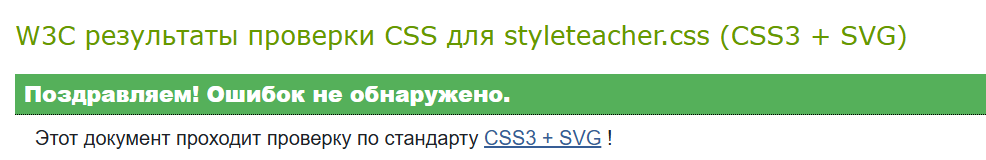 W3C результаты проверки CSS для styleteacher.css (CSS3 + SVG)
Поздравляем! Ошибок не обнаружено.
Этот документ проходит проверку по стандарту CSS3 + SVG !